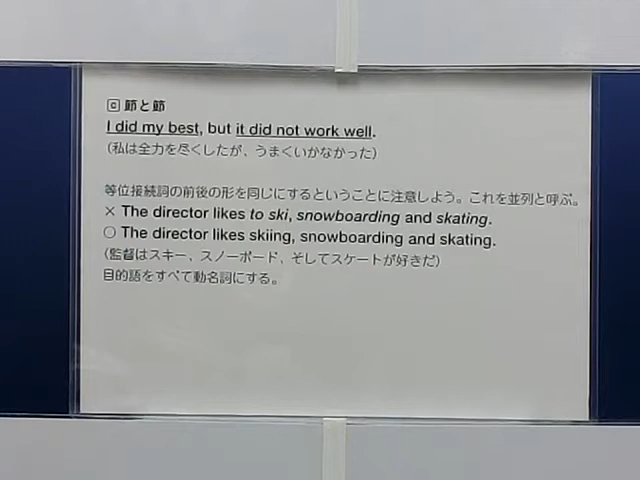 C 節と節
I did my best, but it did not work well.
（私は全力を尽くしたが、うまくいかなかった）
等位接続詞の前後の形を同じにするということに注意しよう。これを並列と呼ぶ。
× The director likes to ski, snowboarding and skating.
○ The director likes skiing, snowboarding and skating.
（監督はスキー、スノーボード、そしてスケートが好きだ）
目的語をすべて動名詞にする。